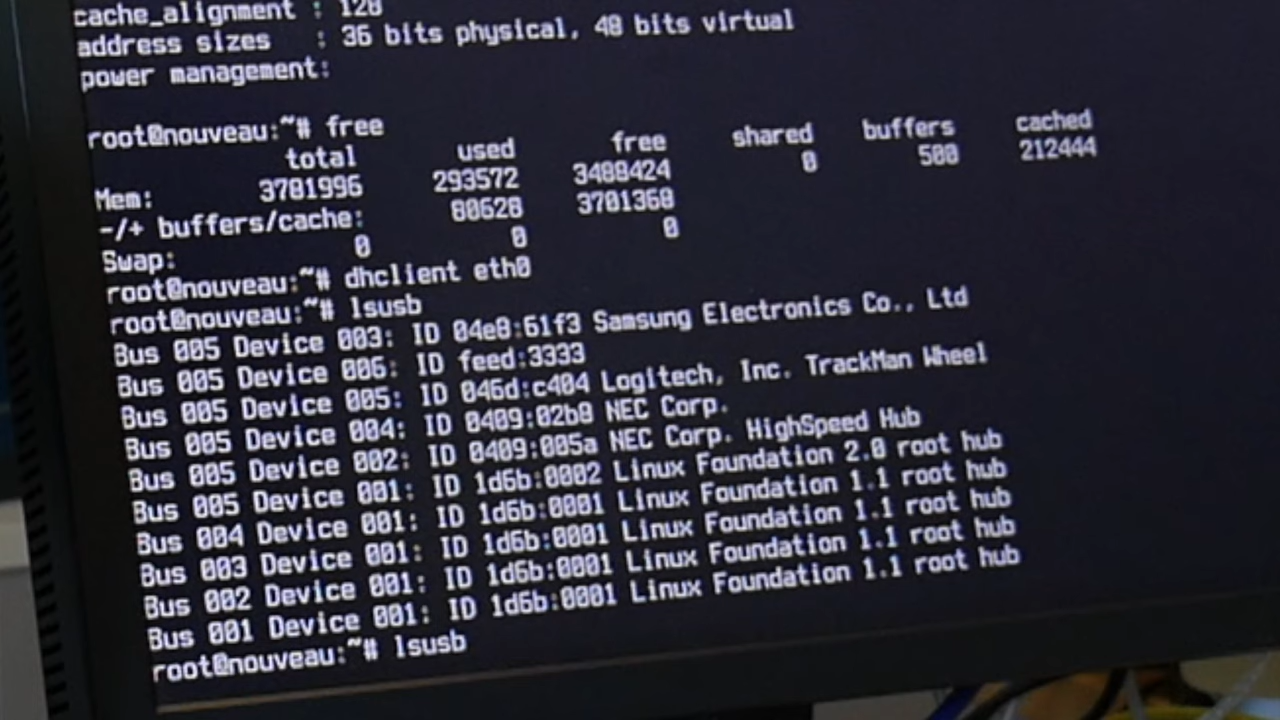 cache_alignment : 128
address sizes : 36 bits physical, 48 bits virtual
power management:
root@nouveau:~# free
total used free shared buffers cached
Mem: 3781996 293572 3488424 0 508 212444
-/+ buffers/cache: 80628 3701368
Swap: 0 0 0
root@nouveau:~# dhclient eth0
root@nouveau:~# lsusb
Bus 005 Device 003: ID 04e8:61f3 Samsung Electronics Co., Ltd
Bus 005 Device 006: ID feed:3333
Bus 005 Device 005: ID 046d:c404 Logitech, Inc. TrackMan Wheel
Bus 005 Device 004: ID 0409:02b8 NEC Corp.
Bus 005 Device 002: ID 0409:005a NEC Corp. HighSpeed Hub
Bus 005 Device 001: ID 1d6b:0002 Linux Foundation 2.0 root hub
Bus 004 Device 001: ID 1d6b:0001 Linux Foundation 1.1 root hub
Bus 003 Device 001: ID 1d6b:0001 Linux Foundation 1.1 root hub
Bus 002 Device 001: ID 1d6b:0001 Linux Foundation 1.1 root hub
Bus 001 Device 001: ID 1d6b:0001 Linux Foundation 1.1 root hub
root@nouveau:~# lsusb